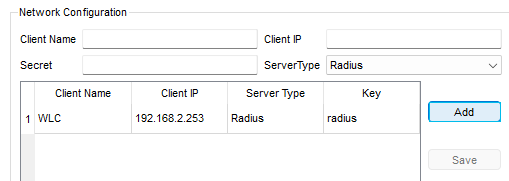 Network Configuration
Client Name Client IP
Secret ServerType Radius
Client Name Client IP Server Type Key
1 WLC 192.168.2.253 Radius radius
Add
Save